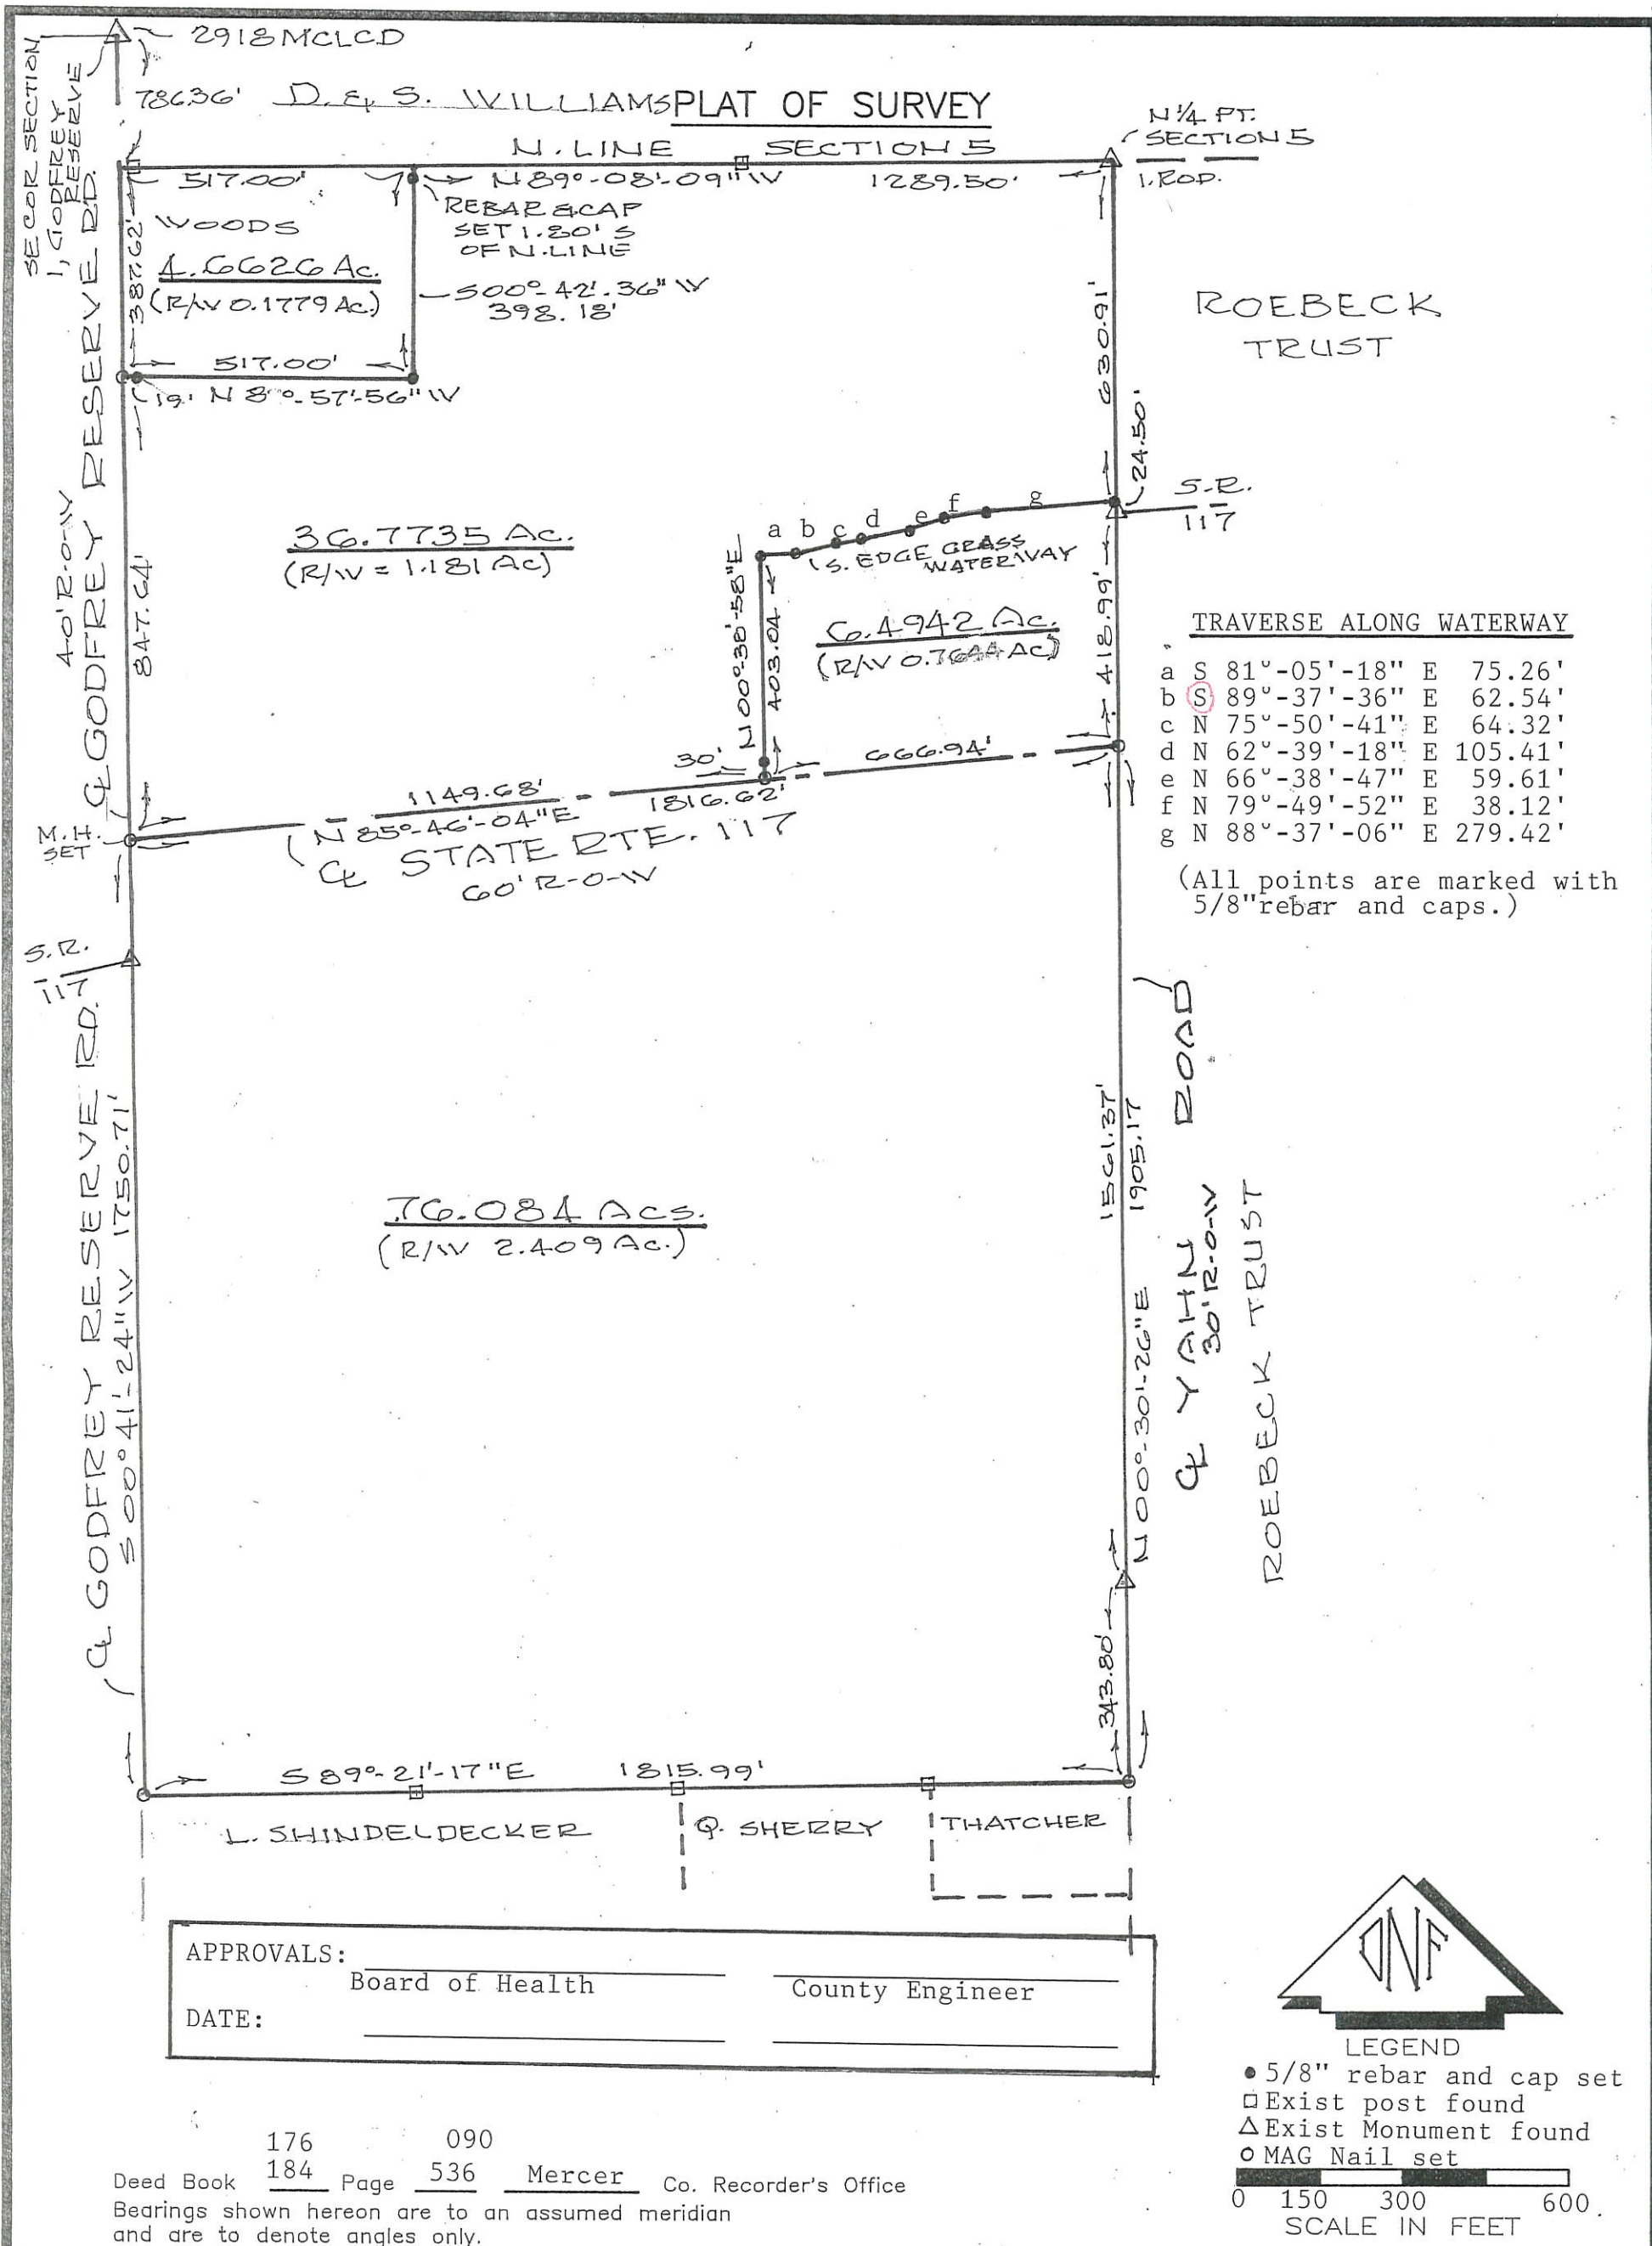 2918 MCLCD
SECOR SECTION
1, GODFREY
RESERVE
786.36' D. & S. WILLIAMS
PLAT OF SURVEY
N 1/4 PT.
SECTION 5
1. ROD.
N. LINE SECTION 5
517.00'
N 89°-08'-09" W 1289.50'
REBAR & CAP
SET 1.80' S
OF N. LINE
WOODS
4.6626 Ac.
(R/W 0.1779 Ac.)
387.62'
S00°-42'-36" W
398.18'
517.00'
19'
630.91'
ROEBECK
TRUST
24.50'
S.R.
117
40' R-O-W
℄ GODFREY RESERVE RD.
847.64'
36.7735 Ac.
(R/W = 1.181 Ac)
a b c d e f g
S. EDGE GRASS
WATERWAY
N 00°-38'-58" E
403.04
6.4942 Ac.
(R/W 0.7644 Ac)
418.99'
TRAVERSE ALONG WATERWAY
a S 81°-05'-18" E 75.26'
b S 89°-37'-36" E 62.54'
c N 75°-50'-41" E 64.32'
d N 62°-39'-18" E 105.41'
e N 66°-38'-47" E 59.61'
f N 79°-49'-52" E 38.12'
g N 88°-37'-06" E 279.42'
(All points are marked with
5/8"rebar and caps.)
30'
666.94'
1149.68'
1816.62'
N 85°-46'-04" E
℄ STATE RTE. 117
60' R-O-W
M.H.
SET
S.R.
117
℄ GODFREY RESERVE RD.
S 00°41'-24" W 1750.71'
76.084 Acs.
(R/W 2.409 Ac.)
1561.37'
1905.17
N 00°-30'-26" E
℄ YAHN ROAD
30' R-O-W
ROEBECK TRUST
343.80'
S 89°-21'-17" E 1815.99'
L. SHINDELDECKER
Q. SHERRY
THATCHER
APPROVALS:
Board of Health County Engineer
DATE:
DNF
LEGEND
5/8" rebar and cap set
Exist post found
Exist Monument found
MAG Nail set
0 150 300 600
SCALE IN FEET
176 090
Deed Book 184 Page 536 Mercer Co. Recorder's Office
Bearings shown hereon are to an assumed meridian
and are to denote angles only.